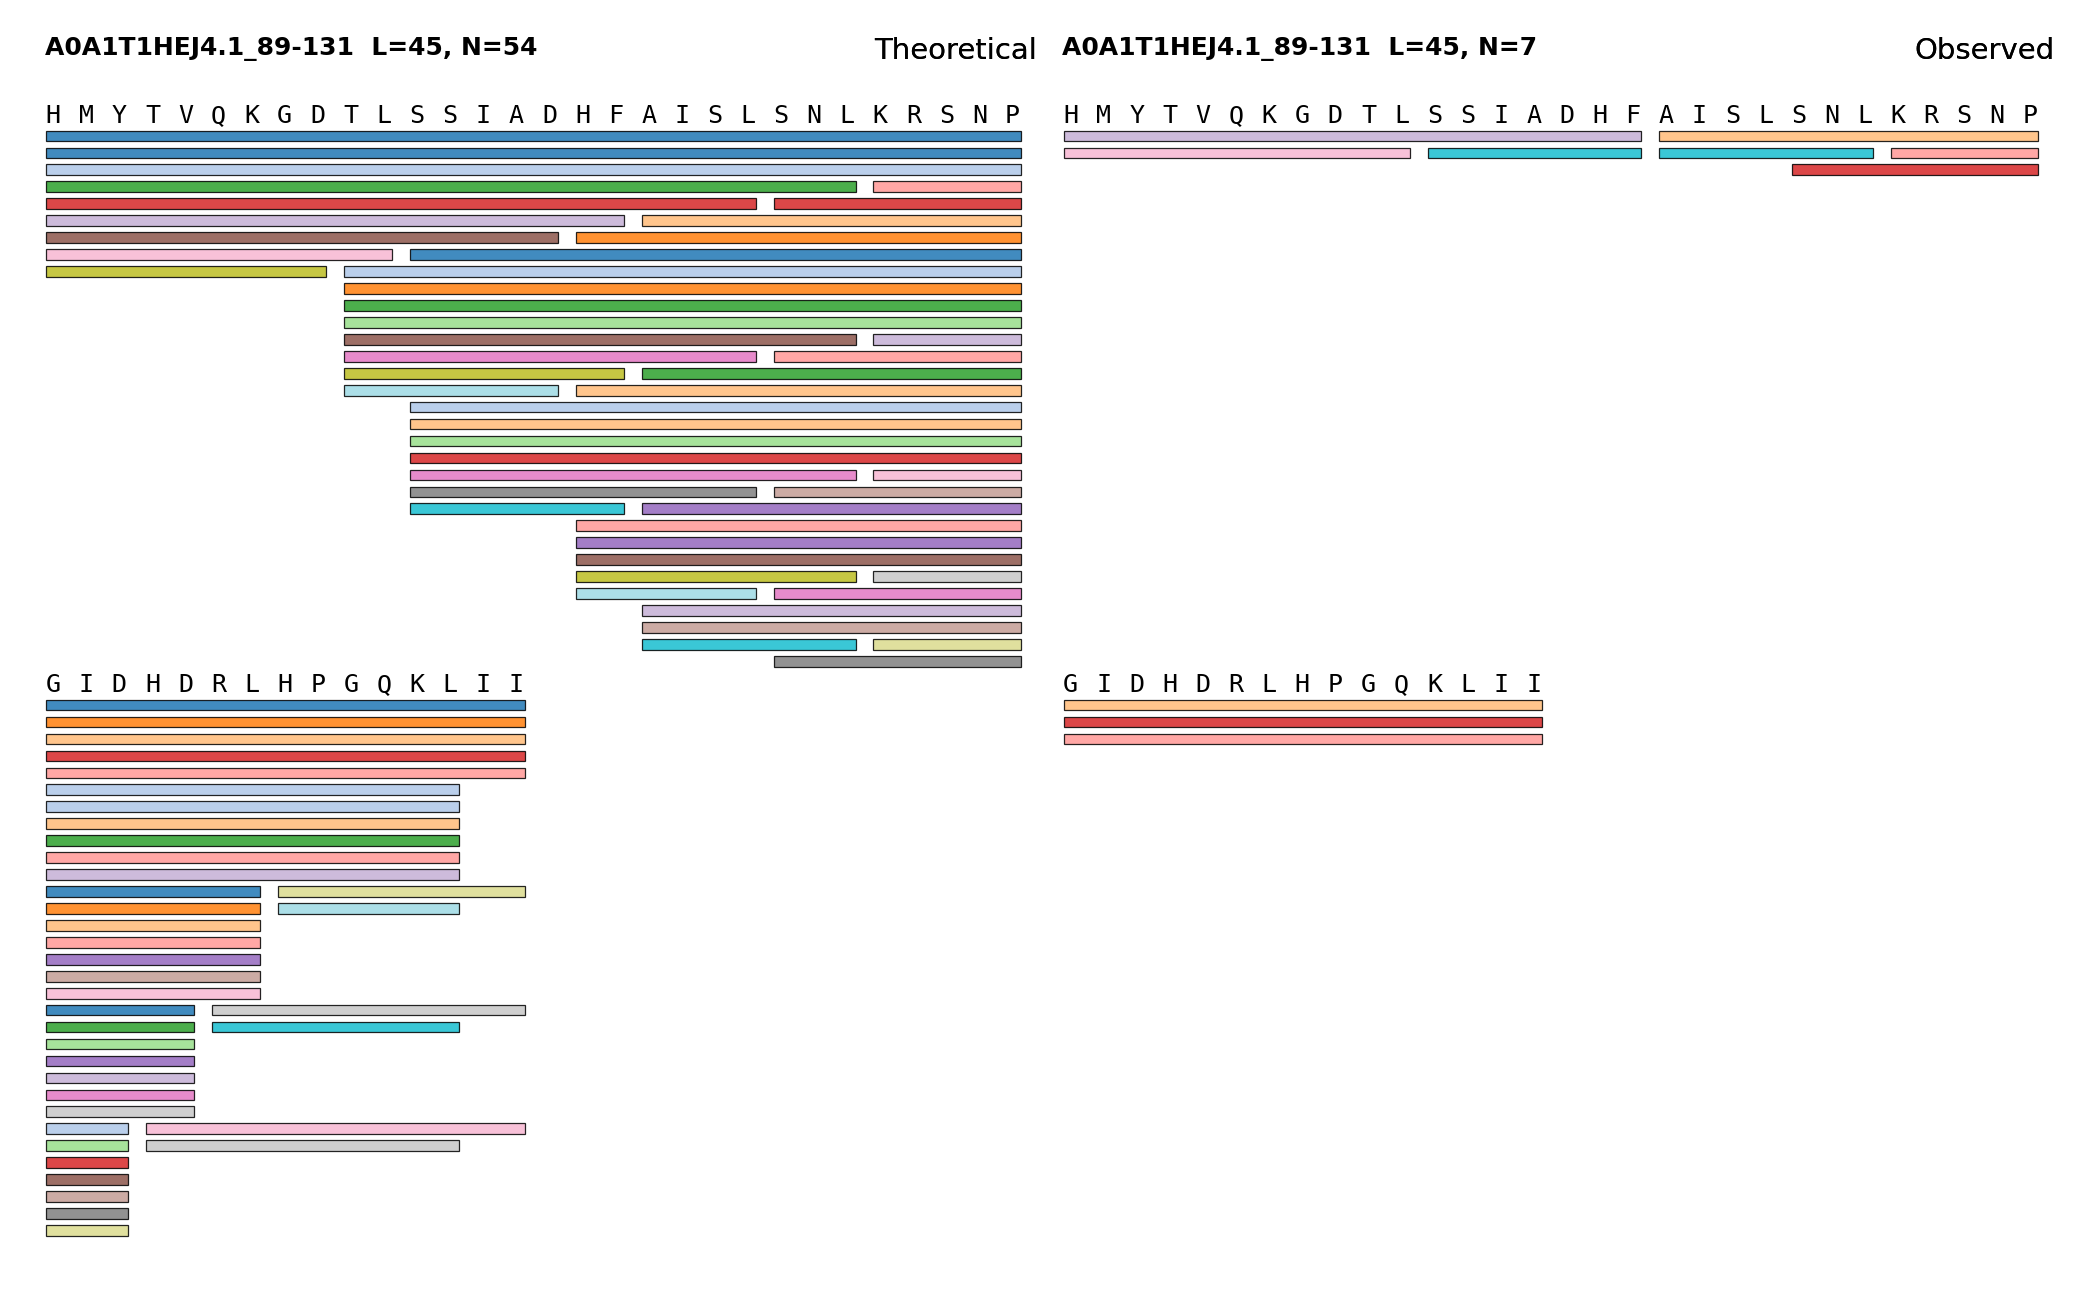 A0A1T1HEJ4.1_89-131 L=45, N=54 Theoretical
H M Y T V Q K G D T L S S I A D H F A I S L S N L K R S N P
G I D H D R L H P G Q K L I I
A0A1T1HEJ4.1_89-131 L=45, N=7 Observed
H M Y T V Q K G D T L S S I A D H F A I S L S N L K R S N P
G I D H D R L H P G Q K L I I